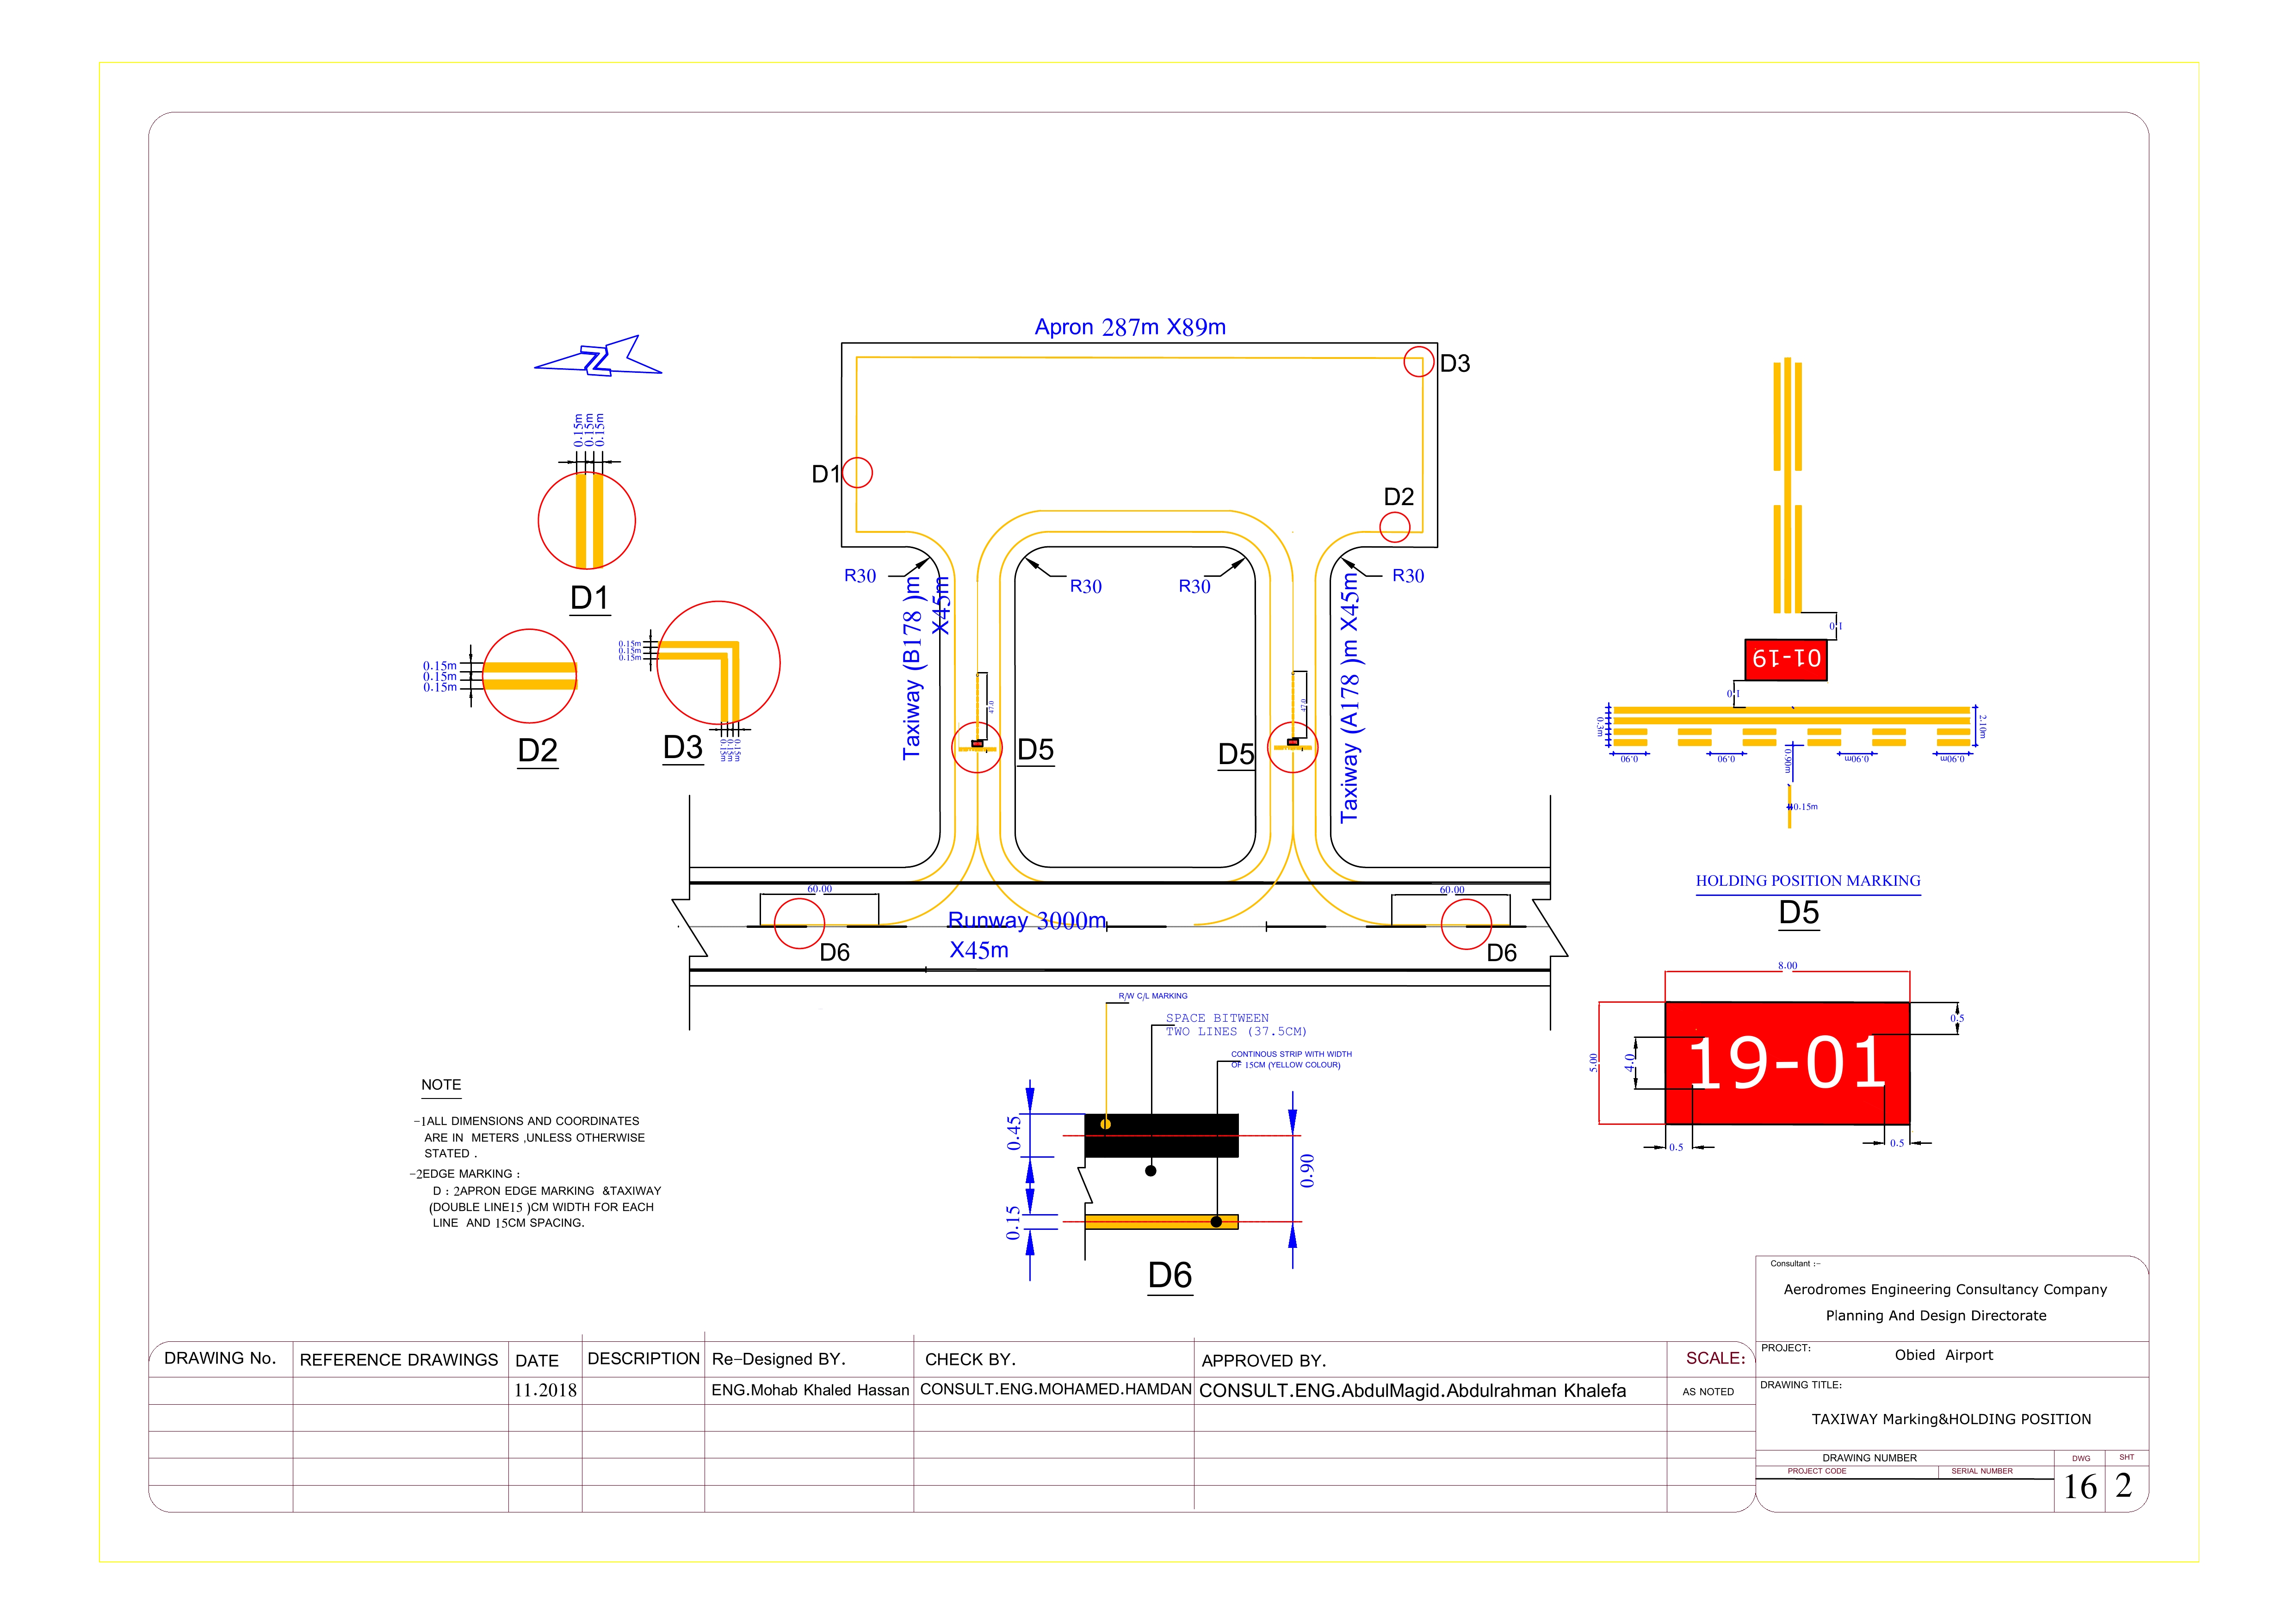 Apron 287m X89m
D3
D1
D2
R30
R30
R30
R30
Taxiway (B178 )m
X45m
Taxiway (A178 )m X45m
47.0
47.0
D5
D5
60.00
60.00
Runway 3000m
X45m
D6
D6
0.15m
0.15m
0.15m
D1
0.15m
0.15m
0.15m
D2
0.15m
0.15m
0.15m
0.15m
0.15m
0.15m
D3
0.1
19-01
0.1
0.3m
2.10m
0.90
0.90
0.90m
0.90m
0.90m
0.15m
HOLDING POSITION MARKING
D5
8.00
5.00
4.0
0.5
19-01
0.5
0.5
R/W C/L MARKING
SPACE BITWEEN
TWO LINES (37.5CM)
CONTINOUS STRIP WITH WIDTH
OF 15CM (YELLOW COLOUR)
0.45
0.90
0.15
D6
NOTE
-1ALL DIMENSIONS AND COORDINATES
ARE IN METERS ,UNLESS OTHERWISE
STATED .
-2EDGE MARKING :
D : 2APRON EDGE MARKING &TAXIWAY
(DOUBLE LINE15 )CM WIDTH FOR EACH
LINE AND 15CM SPACING.
Consultant :-
Aerodromes Engineering Consultancy Company
Planning And Design Directorate
PROJECT:
Obied Airport
DRAWING TITLE:
TAXIWAY Marking&HOLDING POSITION
DRAWING NUMBER
DWG
SHT
PROJECT CODE
SERIAL NUMBER
16
2
DRAWING No. REFERENCE DRAWINGS DATE DESCRIPTION Re-Designed BY. CHECK BY. APPROVED BY. SCALE:
11.2018 ENG.Mohab Khaled Hassan CONSULT.ENG.MOHAMED.HAMDAN CONSULT.ENG.AbdulMagid.Abdulrahman Khalefa AS NOTED